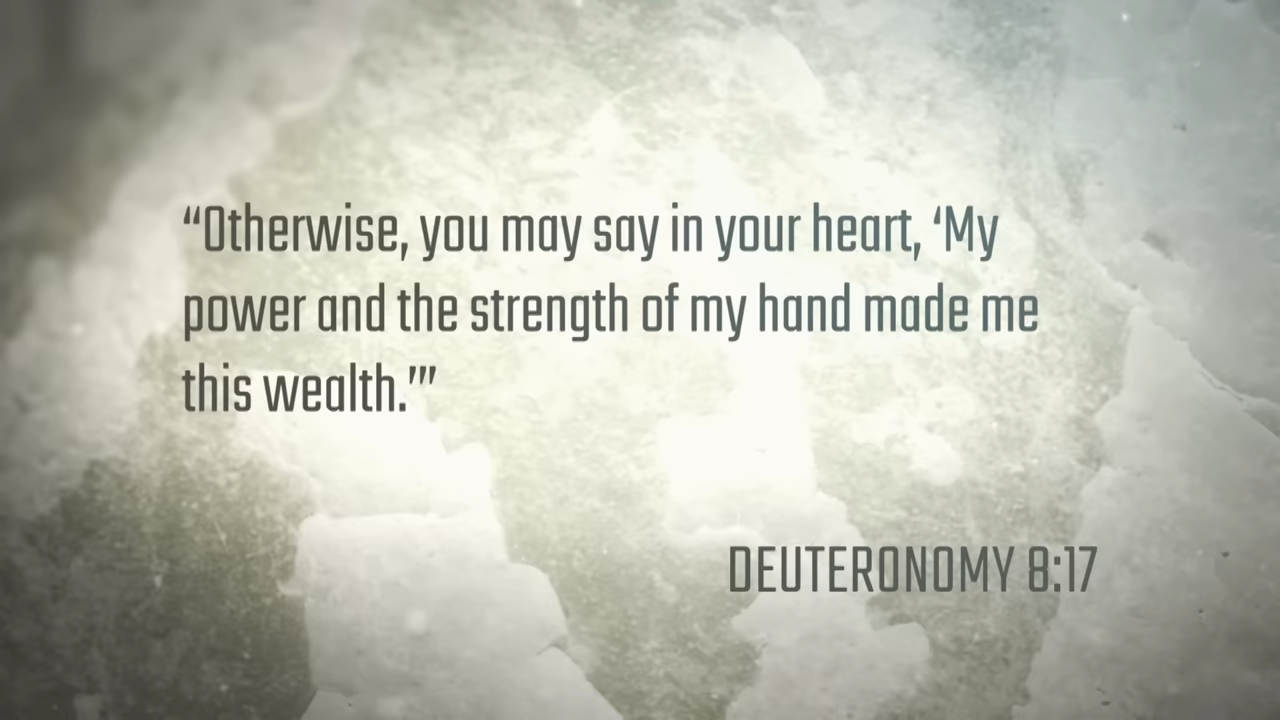 “Otherwise, you may say in your heart, ‘My
power and the strength of my hand made me
this wealth.’”
DEUTERONOMY 8:17